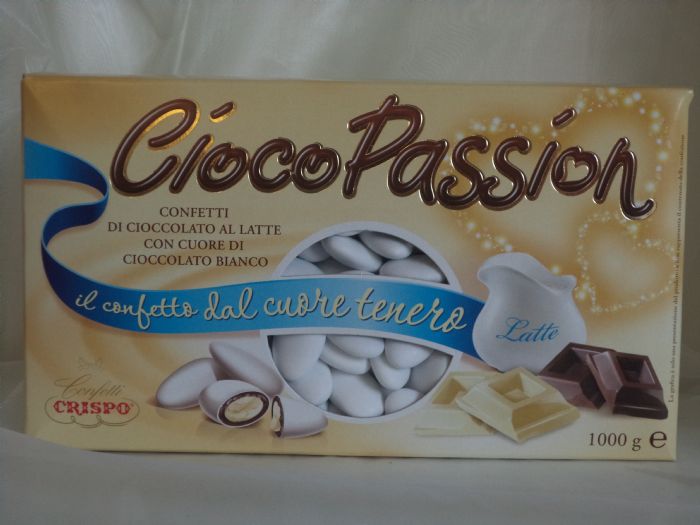 CiocoPassion
CONFETTI
DI CIOCCOLATO AL LATTE
CON CUORE DI
CIOCCOLATO BIANCO
il confetto dal cuore tenero
Latte
Confetti
CRISPO
1000 g e